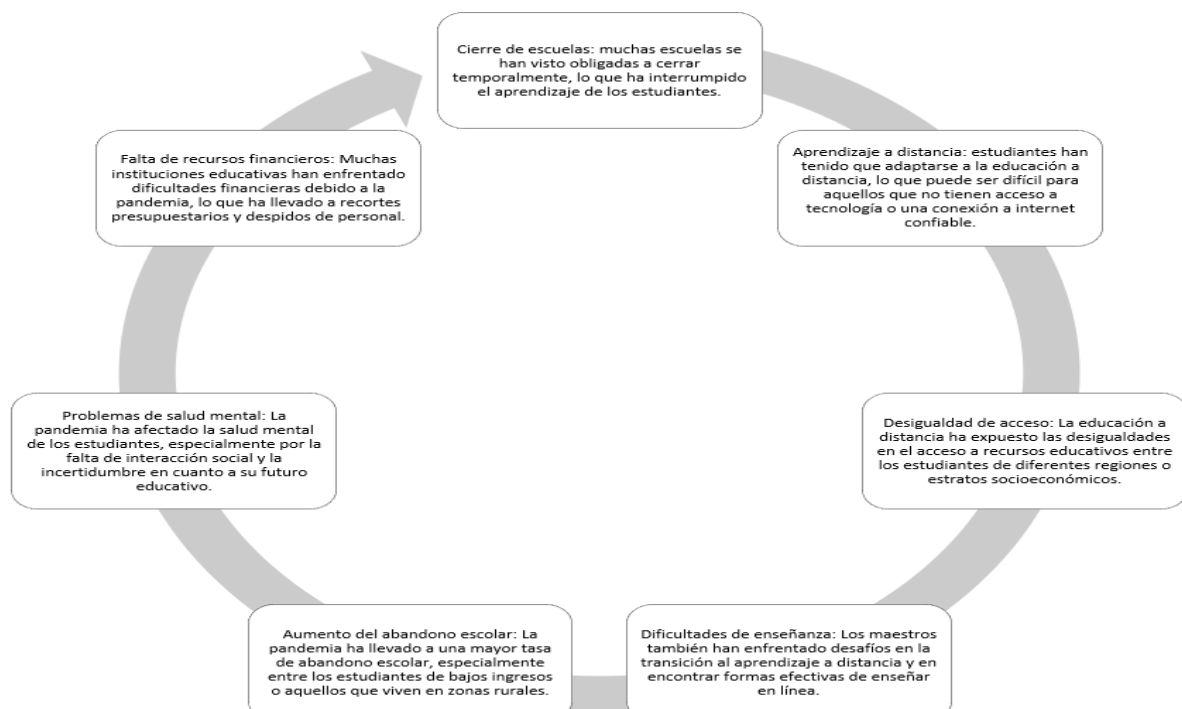 Cierre de escuelas: muchas escuelas se
han visto obligadas a cerrar
temporalmente, lo que ha interrumpido
el aprendizaje de los estudiantes.
Aprendizaje a distancia: estudiantes han
tenido que adaptarse a la educación a
distancia, lo que puede ser difícil para
aquellos que no tienen acceso a
tecnología o una conexión a internet
confiable.
Desigualdad de acceso: La educación a
distancia ha expuesto las desigualdades
en el acceso a recursos educativos entre
los estudiantes de diferentes regiones o
estratos socioeconómicos.
Dificultades de enseñanza: Los maestros
también han enfrentado desafíos en la
transición al aprendizaje a distancia y en
encontrar formas efectivas de enseñar
en línea.
Aumento del abandono escolar: La
pandemia ha llevado a una mayor tasa
de abandono escolar, especialmente
entre los estudiantes de bajos ingresos
o aquellos que viven en zonas rurales.
Problemas de salud mental: La
pandemia ha afectado la salud mental
de los estudiantes, especialmente por la
falta de interacción social y la
incertidumbre en cuanto a su futuro
educativo.
Falta de recursos financieros: Muchas
instituciones educativas han enfrentado
dificultades financieras debido a la
pandemia, lo que ha llevado a recortes
presupuestarios y despidos de personal.